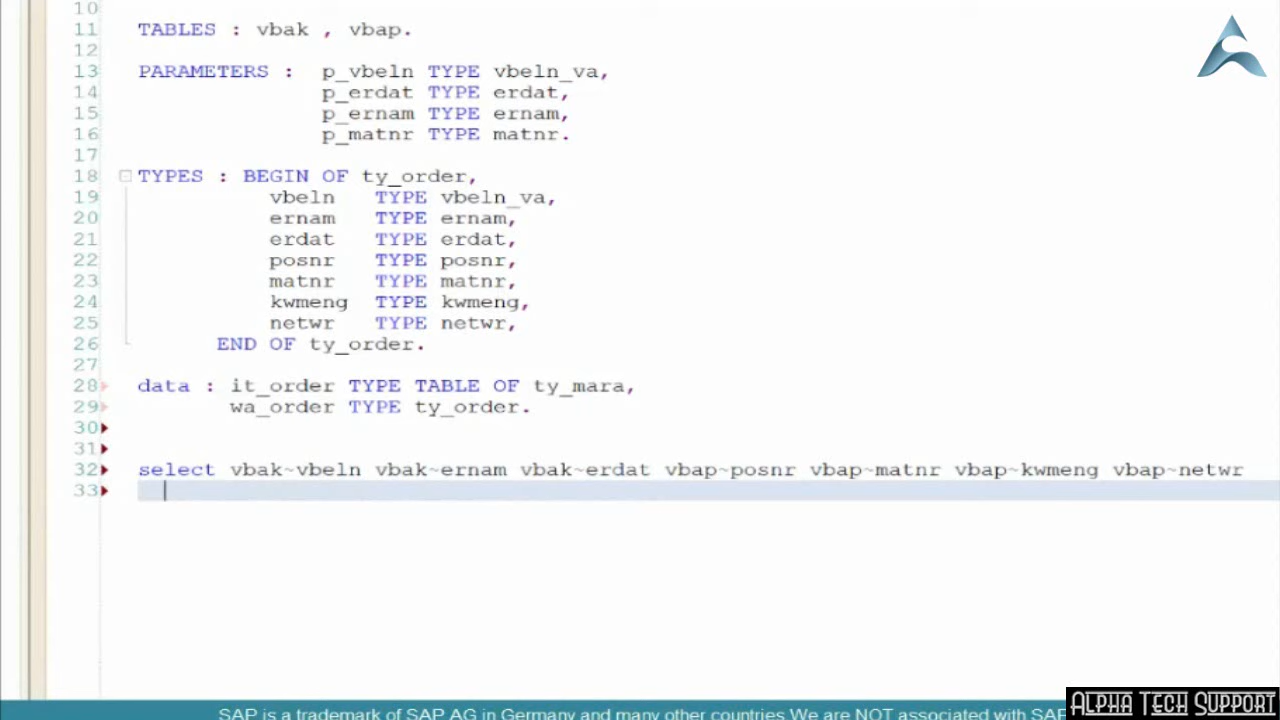 10
11 TABLES : vbak , vbap.
12
13 PARAMETERS : p_vbeln TYPE vbeln_va,
14 p_erdat TYPE erdat,
15 p_ernam TYPE ernam,
16 p_matnr TYPE matnr.
17
18 TYPES : BEGIN OF ty_order,
19 vbeln TYPE vbeln_va,
20 ernam TYPE ernam,
21 erdat TYPE erdat,
22 posnr TYPE posnr,
23 matnr TYPE matnr,
24 kwmeng TYPE kwmeng,
25 netwr TYPE netwr,
26 END OF ty_order.
27
28 data : it_order TYPE TABLE OF ty_mara,
29 wa_order TYPE ty_order.
30
31
32 select vbak~vbeln vbak~ernam vbak~erdat vbap~posnr vbap~matnr vbap~kwmeng vbap~netwr
33
SAP is a trademark of SAP AG in Germany and many other countries We are NOT associated with SAP
ALPHA TECH SUPPORT